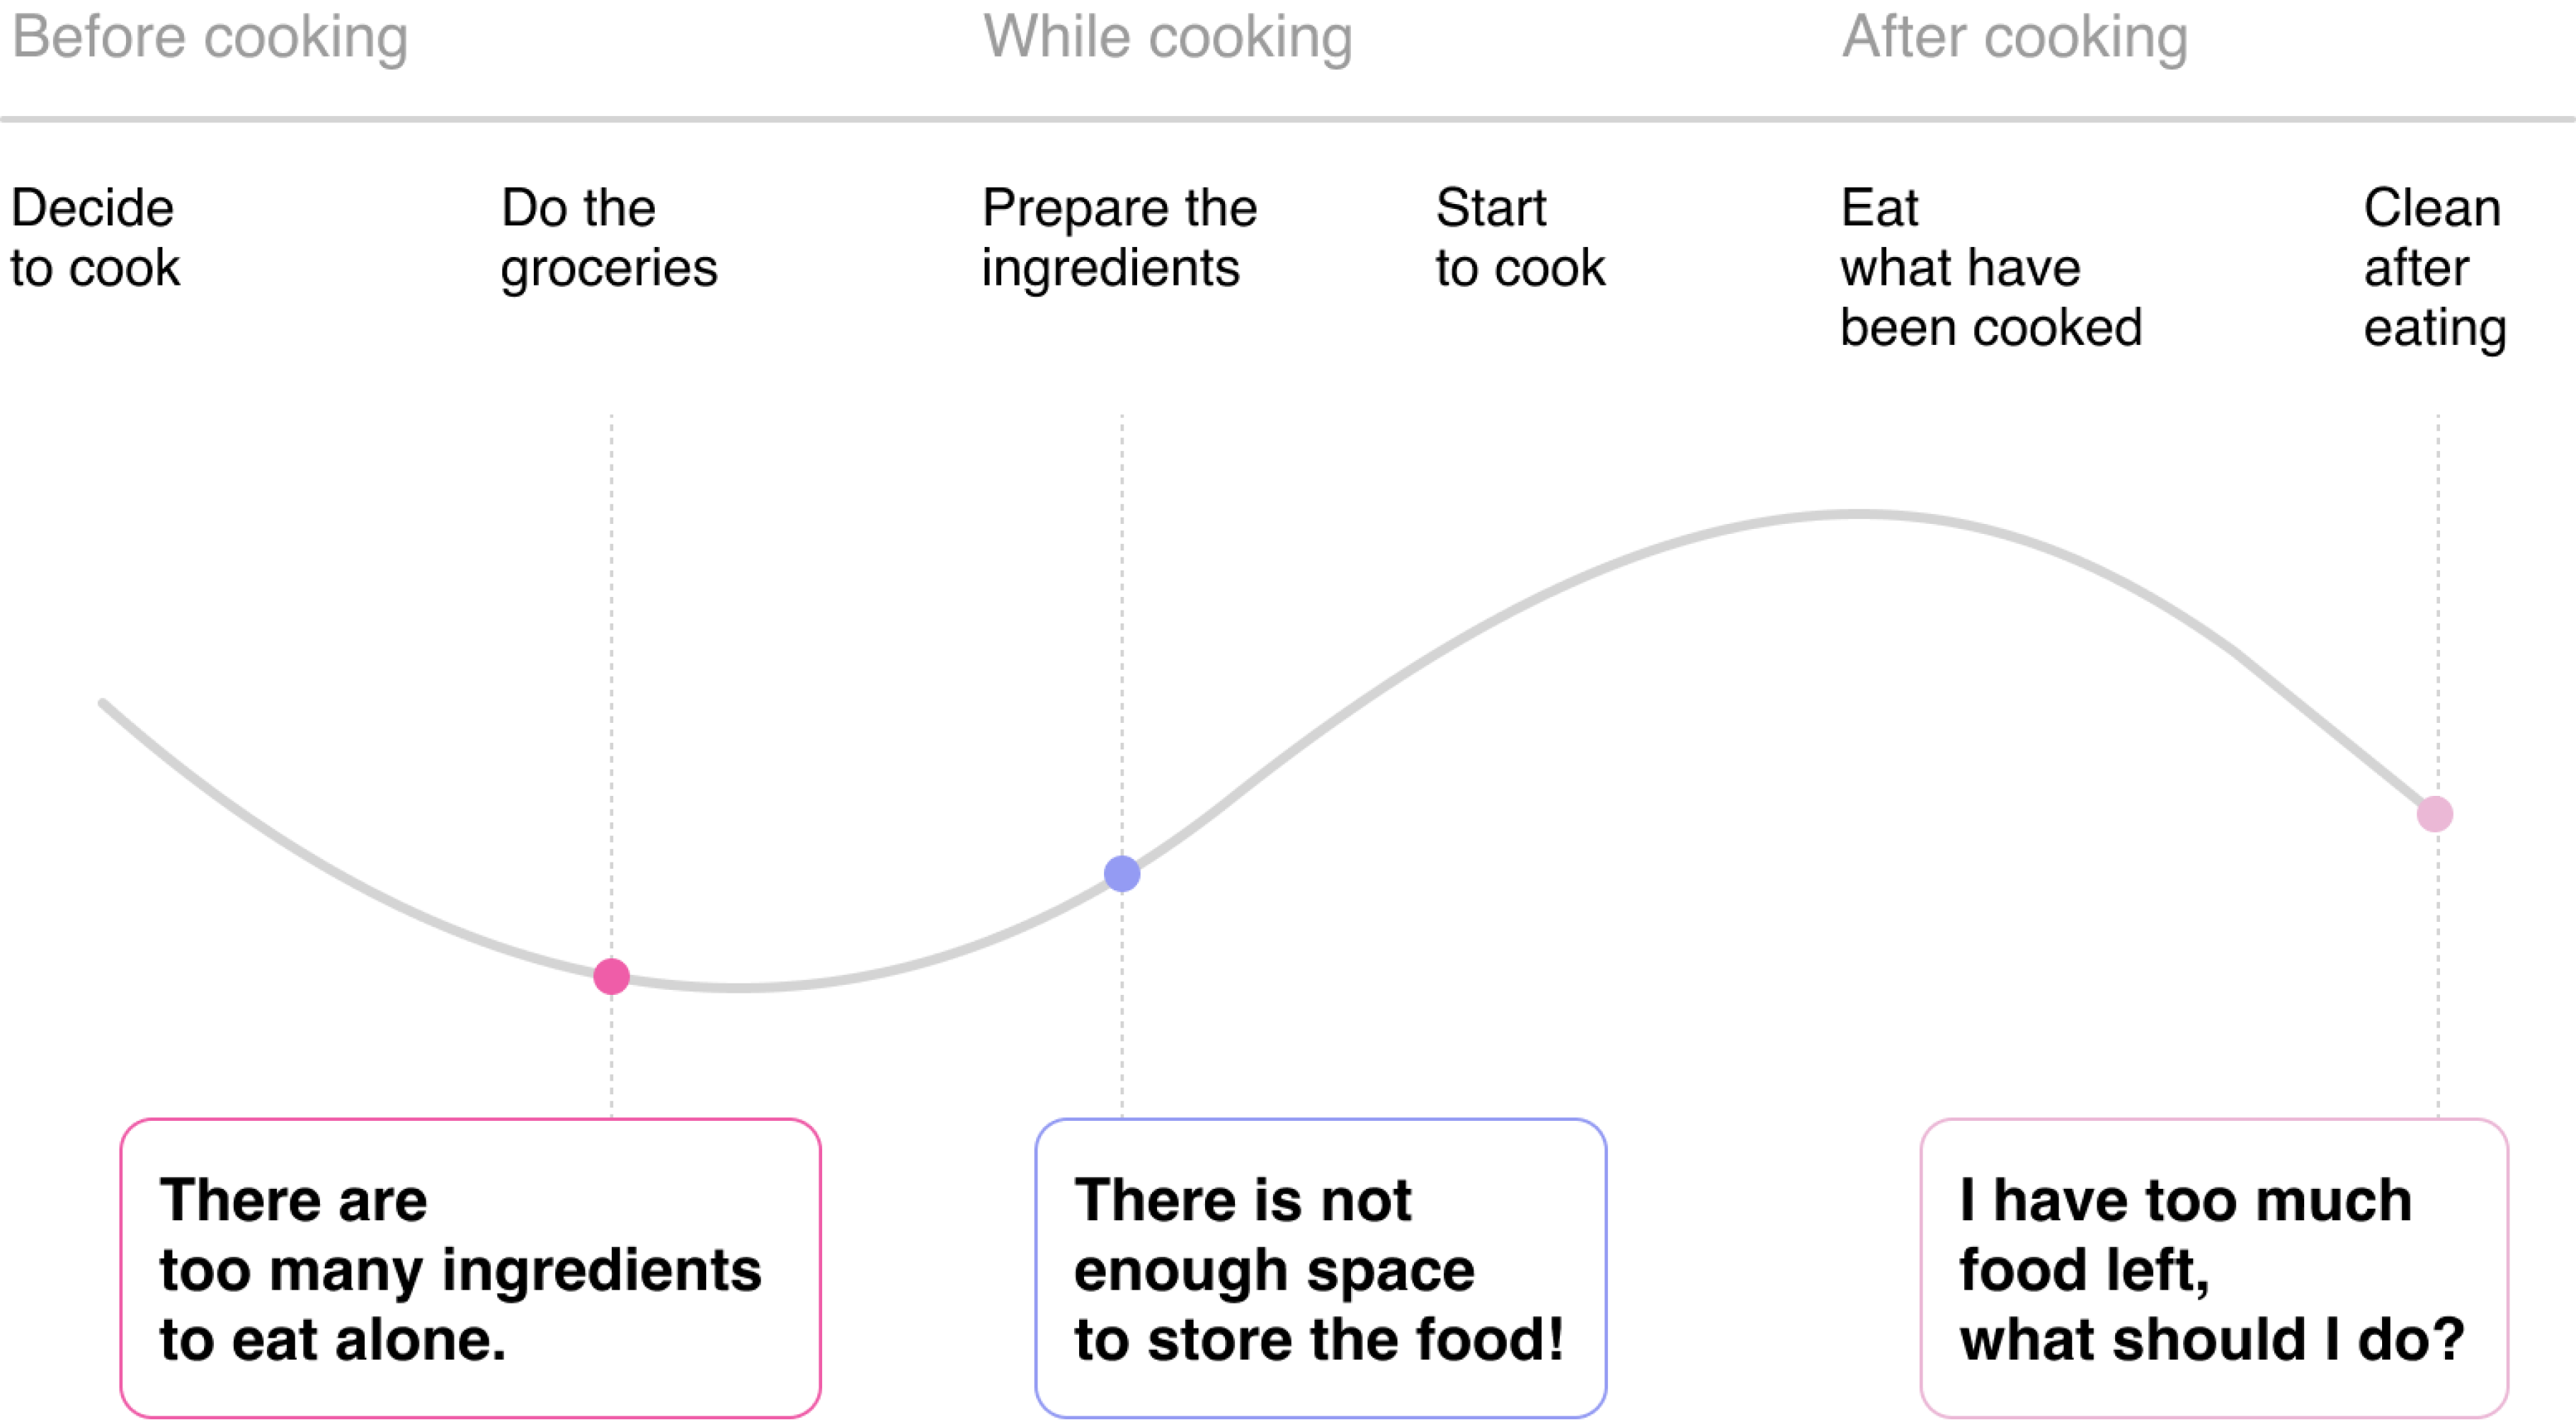 Before cooking
While cooking
After cooking
Decide
to cook
Do the
groceries
Prepare the
ingredients
Start
to cook
Eat
what have
been cooked
Clean
after
eating
There are
too many ingredients
to eat alone.
There is not
enough space
to store the food!
I have too much
food left,
what should I do?